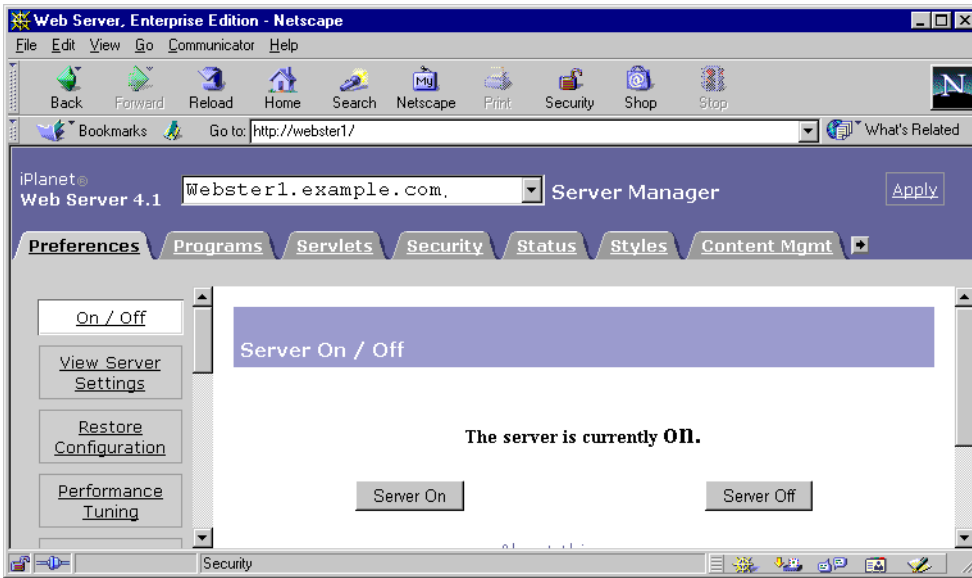 Web Server, Enterprise Edition - Netscape
File Edit View Go Communicator Help
My
N
Back Forward Reload Home Search Netscape Print Security Shop Stop
Bookmarks Go to: http://webster1/ What's Related
iPlanet®
Web Server 4.1
Webster1.example.com,
Server Manager
Apply
Preferences Programs Servlets Security Status Styles Content Mgmt
On / Off
View Server
Settings
Restore
Configuration
Performance
Tuning
Server On / Off
The server is currently on.
Server On Server Off
Security